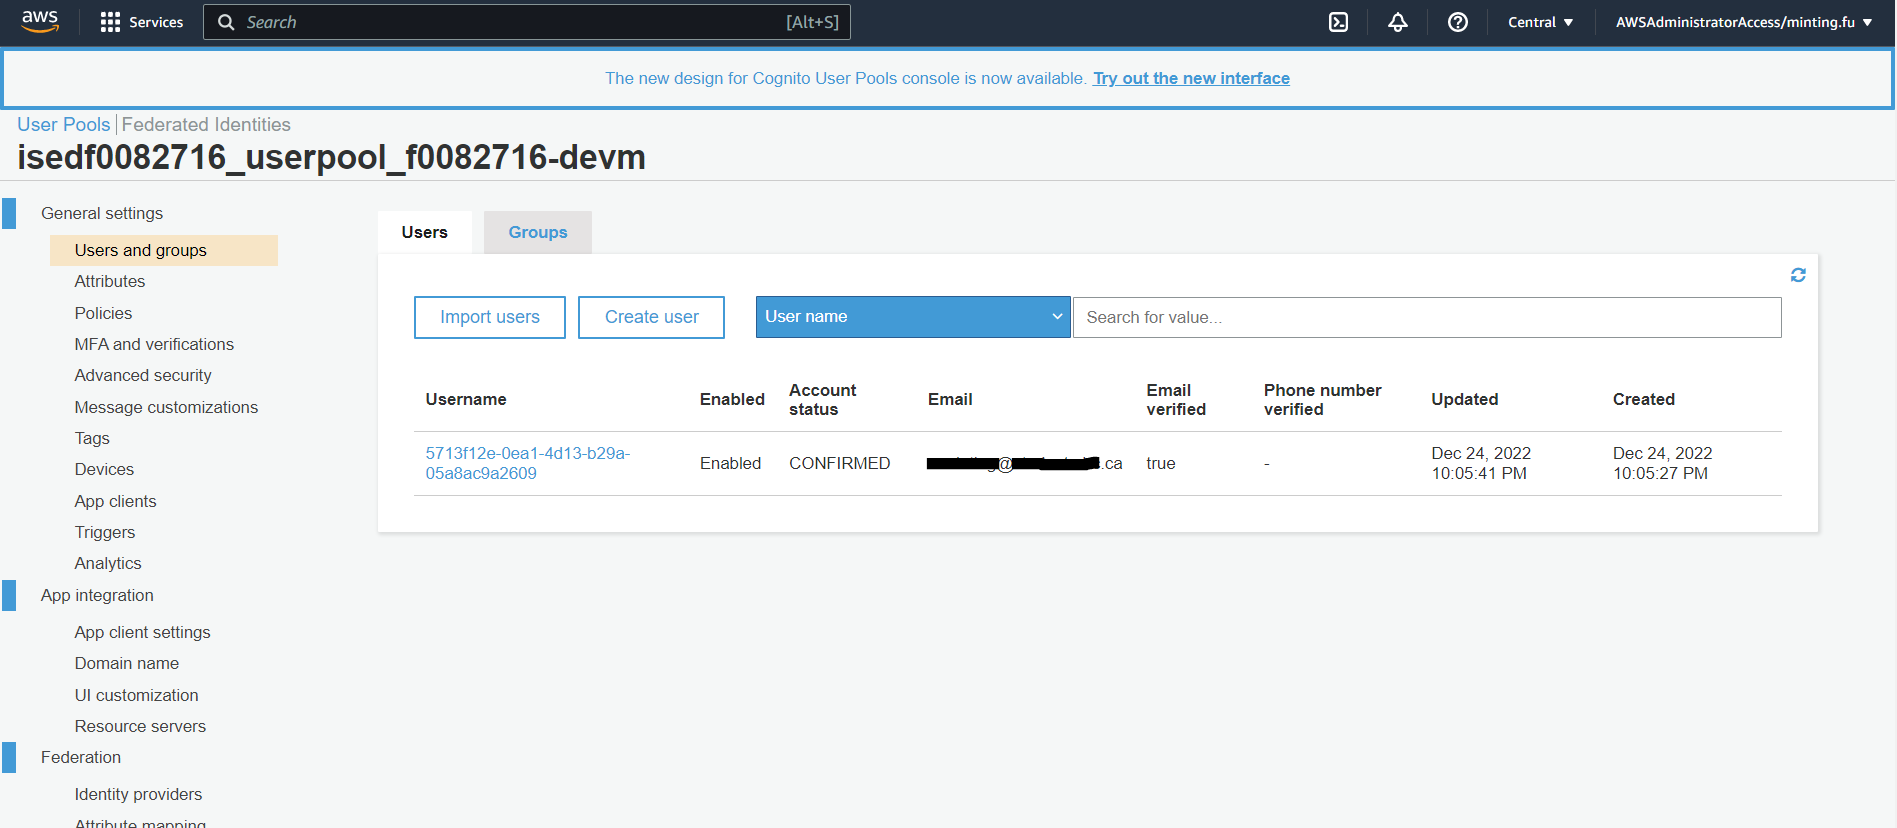 aws
Services
Search
[Alt+S]
Central
AWSAdministratorAccess/minting.fu
The new design for Cognito User Pools console is now available. Try out the new interface
User Pools Federated Identities
isedf0082716_userpool_f0082716-devm
General settings
Users and groups
Attributes
Policies
MFA and verifications
Advanced security
Message customizations
Tags
Devices
App clients
Triggers
Analytics
App integration
App client settings
Domain name
UI customization
Resource servers
Federation
Identity providers
Attribute mapping
Users
Groups
Import users
Create user
User name
Search for value...
Username
Enabled
Account
status
Email
Email
verified
Phone number
verified
Updated
Created
5713f12e-0ea1-4d13-b29a-
05a8ac9a2609
Enabled
CONFIRMED
.ca
true
-
Dec 24, 2022
10:05:41 PM
Dec 24, 2022
10:05:27 PM